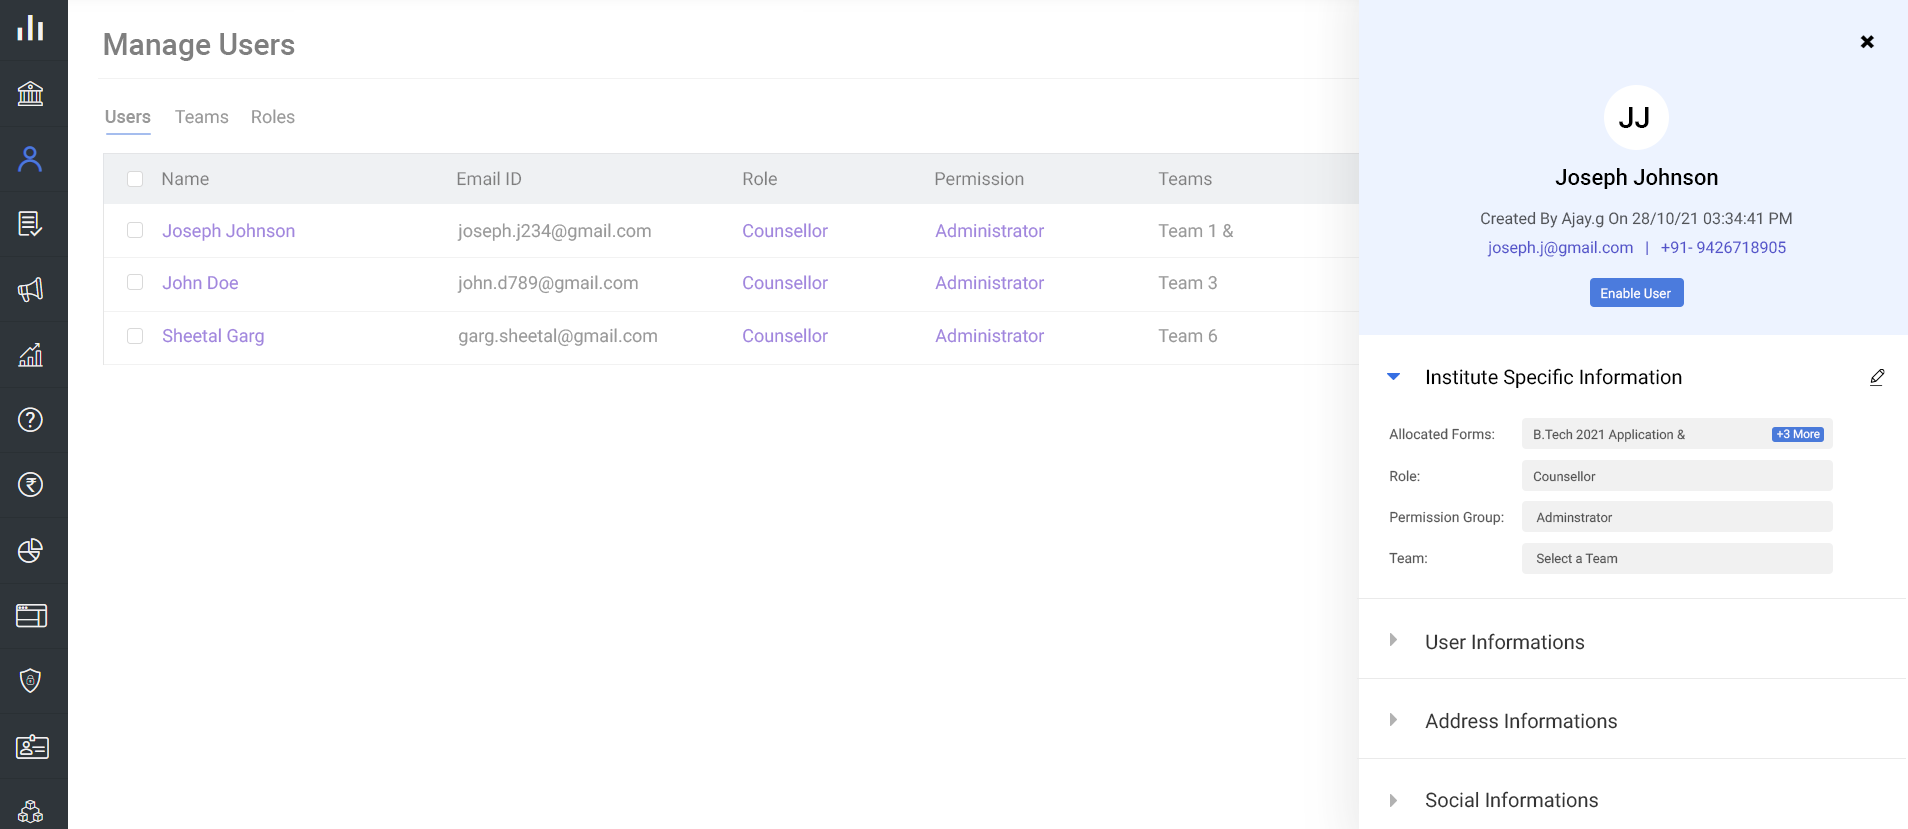 Manage Users
Users Teams Roles
Name Email ID Role Permission Teams
Joseph Johnson joseph.j234@gmail.com Counsellor Administrator Team 1 &
John Doe john.d789@gmail.com Counsellor Administrator Team 3
Sheetal Garg garg.sheetal@gmail.com Counsellor Administrator Team 6
JJ
Joseph Johnson
Created By Ajay.g On 28/10/21 03:34:41 PM
joseph.j@gmail.com | +91- 9426718905
Enable User
Institute Specific Information
Allocated Forms: B.Tech 2021 Application & +3 More
Role: Counsellor
Permission Group: Adminstrator
Team: Select a Team
User Informations
Address Informations
Social Informations